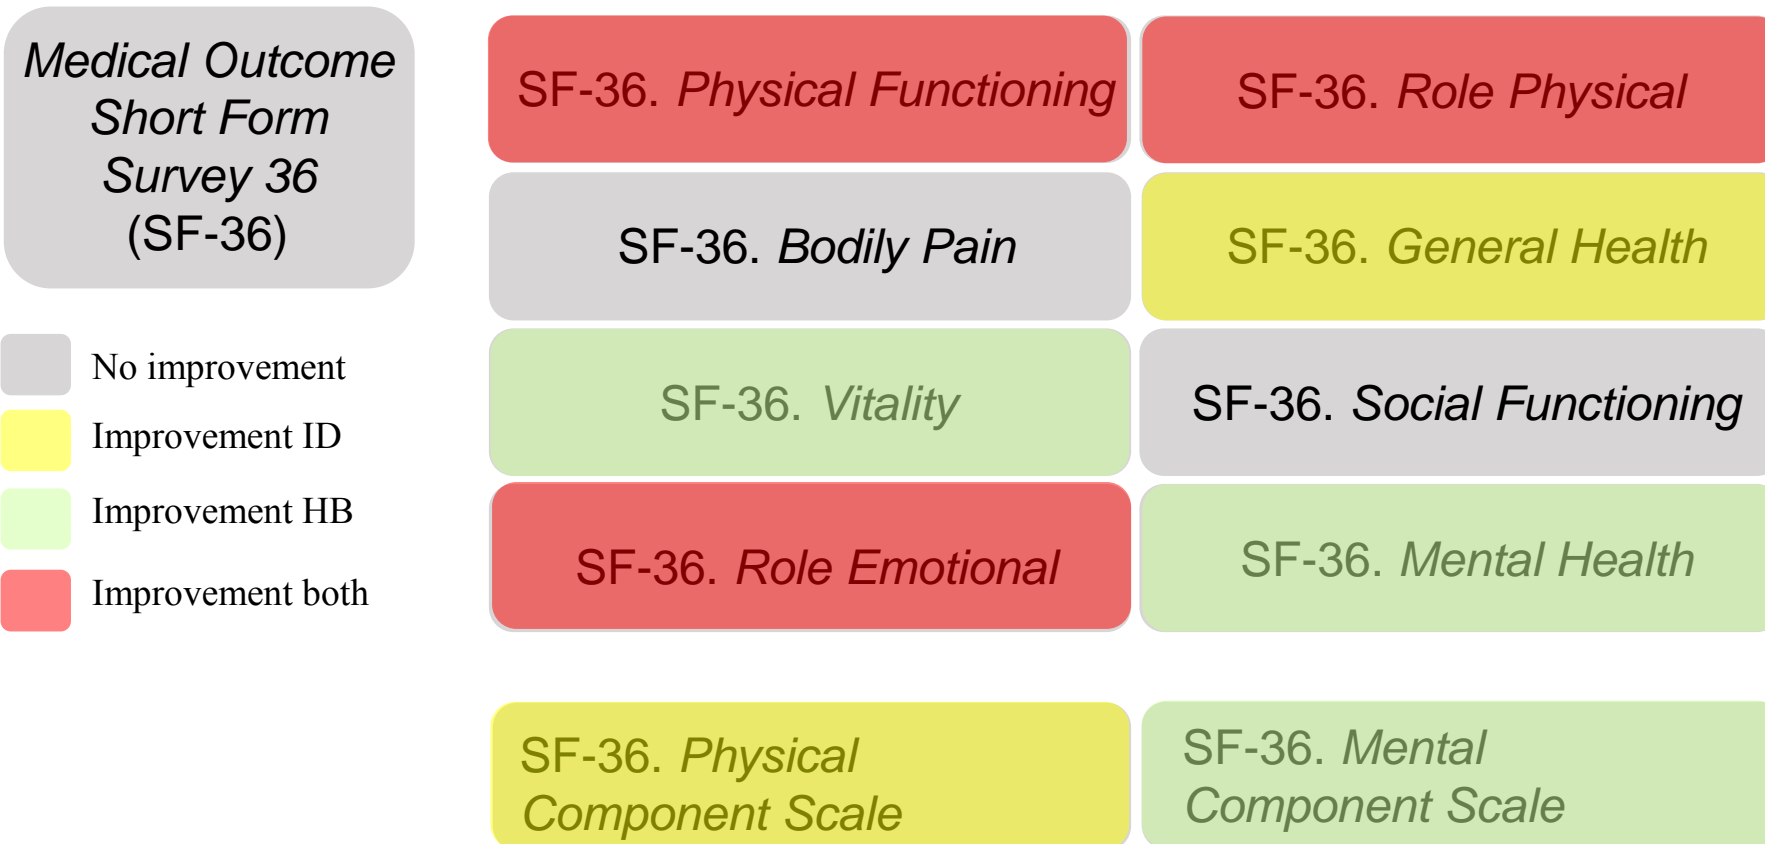 Medical Outcome
Short Form
Survey 36
(SF-36)
No improvement
Improvement ID
Improvement HB
Improvement both
SF-36. Physical Functioning
SF-36. Role Physical
SF-36. Bodily Pain
SF-36. General Health
SF-36. Vitality
SF-36. Social Functioning
SF-36. Role Emotional
SF-36. Mental Health
SF-36. Physical
Component Scale
SF-36. Mental
Component Scale